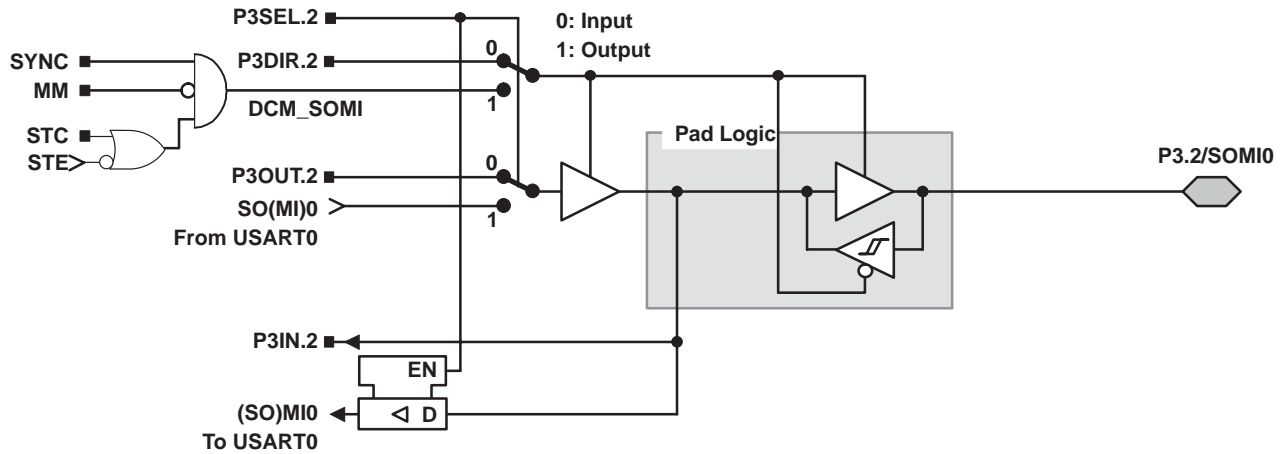 P3SEL.2
0: Input
1: Output
SYNC
P3DIR.2
0
MM
DCM_SOMI
1
STC
Pad Logic
STE
P3OUT.2
0
P3.2/SOMI0
SO(MI)0
1
From USART0
P3IN.2
EN
(SO)MI0
D
To USART0